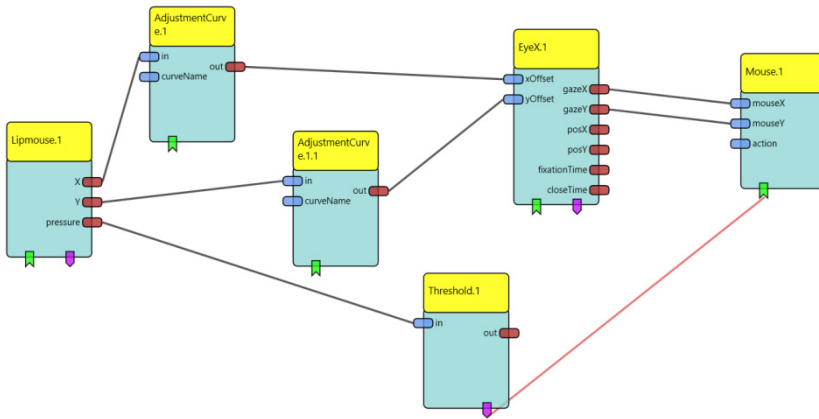 AdjustmentCurv
e.1
in
out
curveName
EyeX.1
xOffset
gazeX
yOffset
gazeY
posX
posY
fixationTime
closeTime
Mouse.1
mouseX
mouseY
action
Lipmouse.1
X
Y
pressure
AdjustmentCurv
e.1.1
in
out
curveName
Threshold.1
in
out